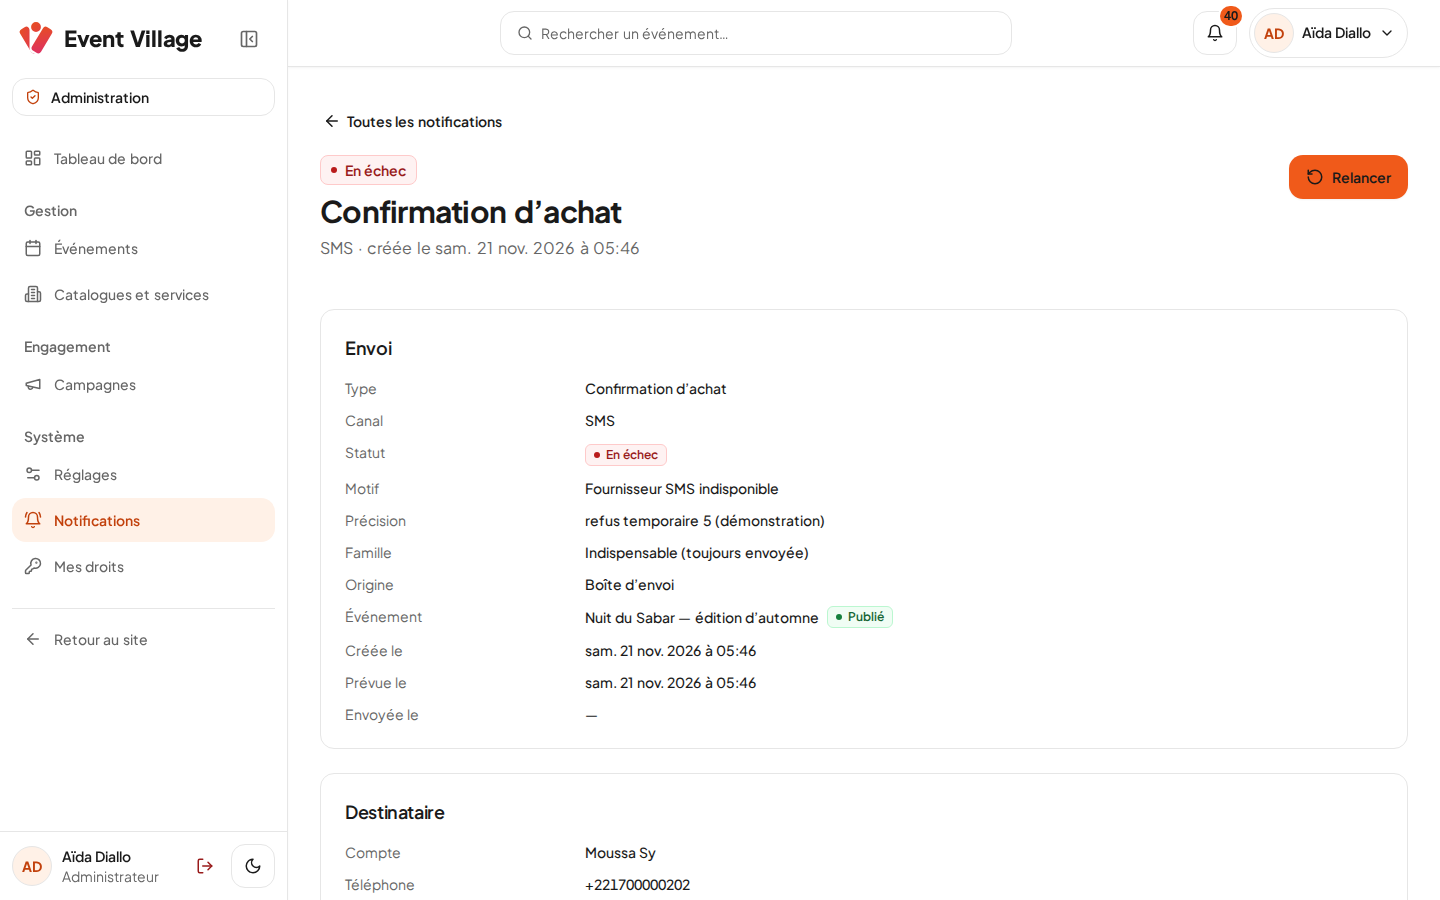 Event Village
Rechercher un événement…
40
AD
Aïda Diallo
Administration
Tableau de bord
Gestion
Événements
Catalogues et services
Engagement
Campagnes
Système
Réglages
Notifications
Mes droits
Retour au site
AD
Aïda Diallo
Administrateur
Toutes les notifications
En échec
Relancer
Confirmation d’achat
SMS · créée le sam. 21 nov. 2026 à 05:46
Envoi
Type Confirmation d’achat
Canal SMS
Statut En échec
Motif Fournisseur SMS indisponible
Précision refus temporaire 5 (démonstration)
Famille Indispensable (toujours envoyée)
Origine Boîte d’envoi
Événement Nuit du Sabar — édition d’automne Publié
Créée le sam. 21 nov. 2026 à 05:46
Prévue le sam. 21 nov. 2026 à 05:46
Envoyée le —
Destinataire
Compte Moussa Sy
Téléphone +221700000202